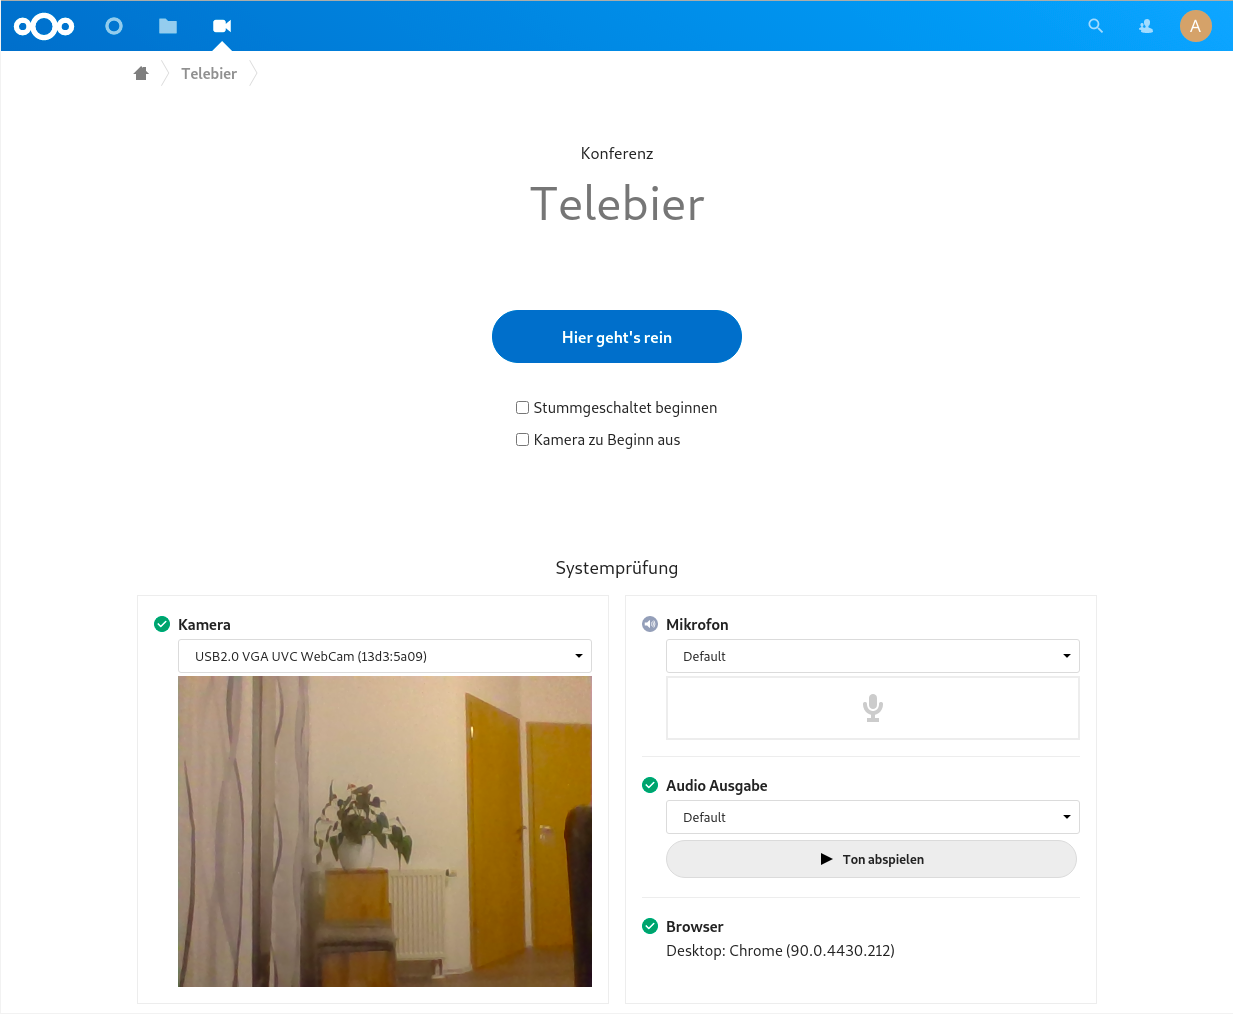 A
Telebier
Konferenz
Telebier
Hier geht's rein
Stummgeschaltet beginnen
Kamera zu Beginn aus
Systemprüfung
Kamera
USB2.0 VGA UVC WebCam (13d3:5a09)
Mikrofon
Default
Audio Ausgabe
Default
Ton abspielen
Browser
Desktop: Chrome (90.0.4430.212)